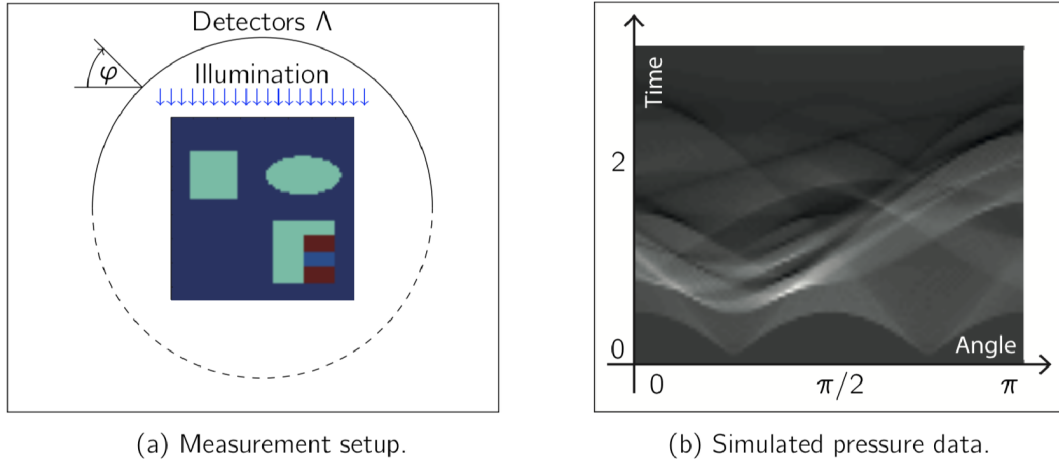 Detectors Λ
φ
Illumination
(a) Measurement setup.
Time
2
0
Angle
0 π/2 π
(b) Simulated pressure data.